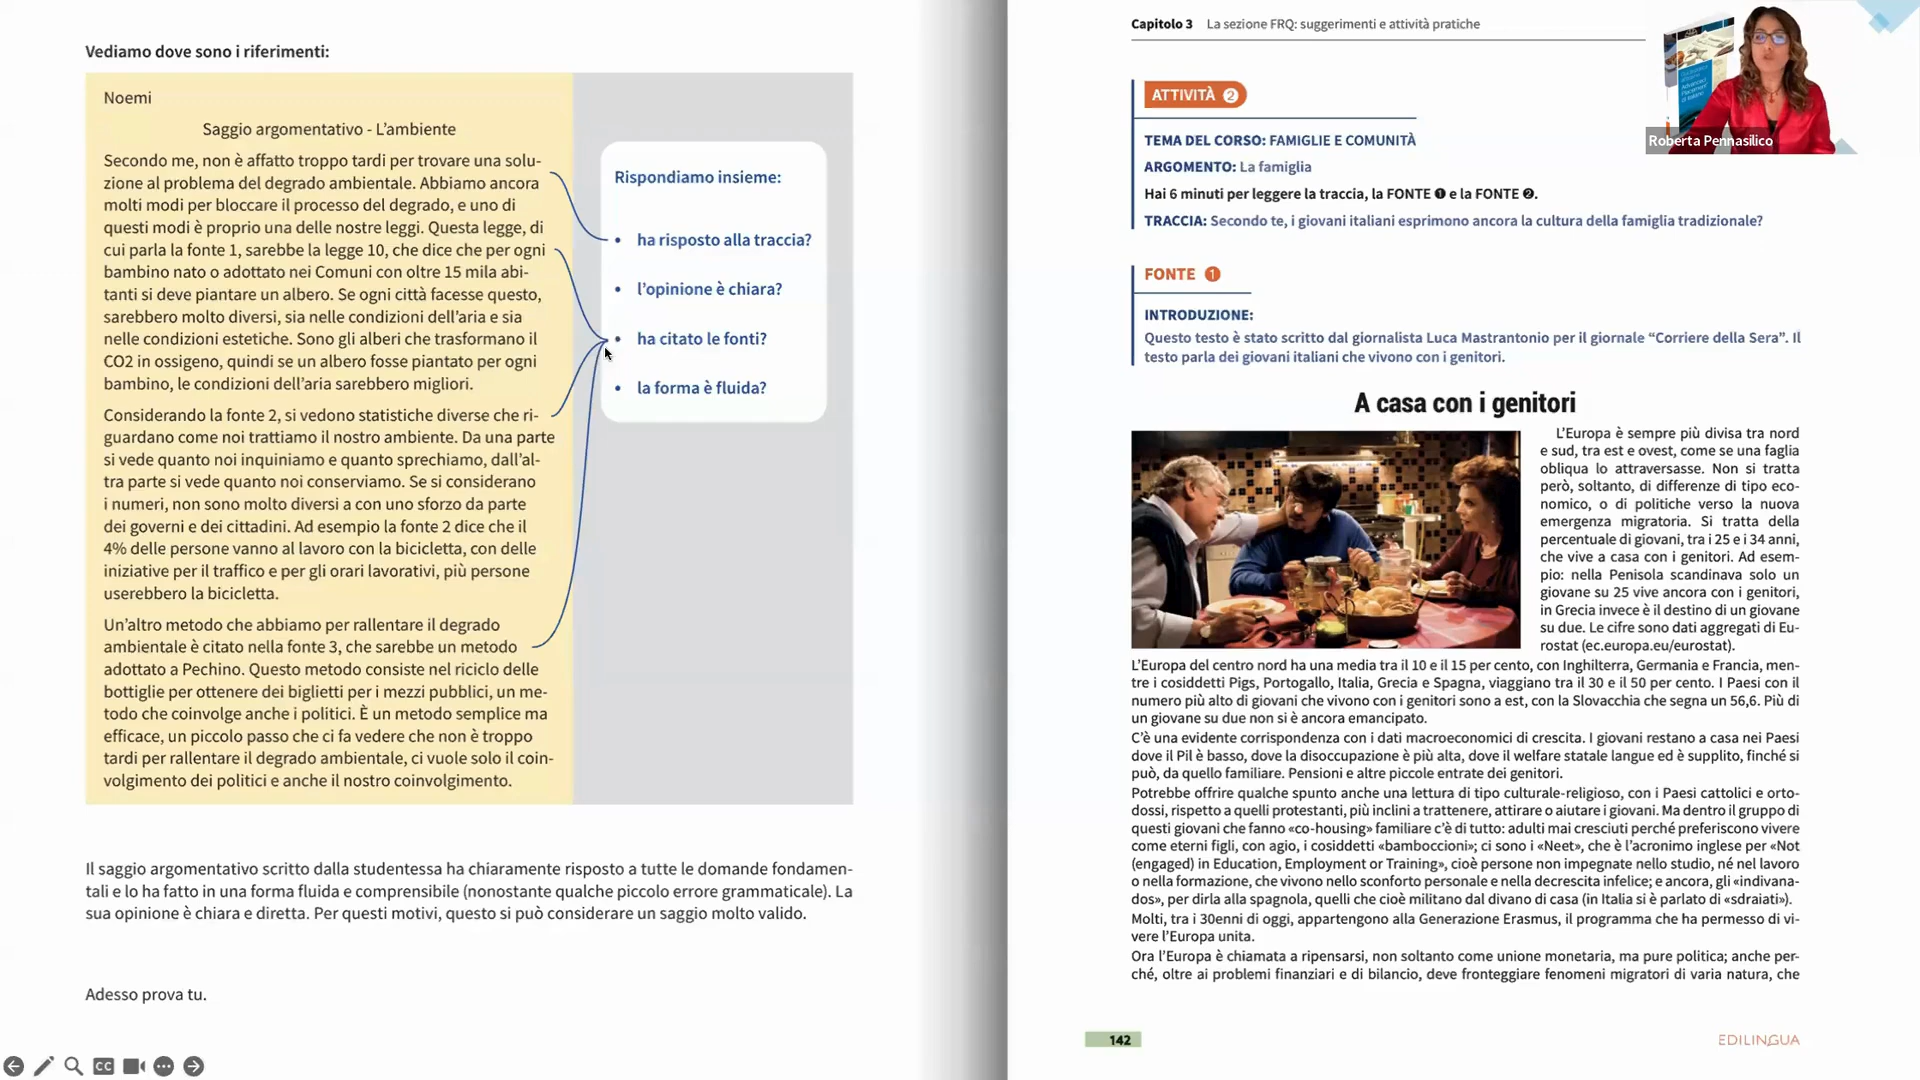 Vediamo dove sono i riferimenti:
Noemi
Saggio argomentativo - L'ambiente
Secondo me, non è affatto troppo tardi per trovare una solu-
zione al problema del degrado ambientale. Abbiamo ancora
molti modi per bloccare il processo del degrado, e uno di
questi modi è proprio una delle nostre leggi. Questa legge, di
cui parla la fonte 1, sarebbe la legge 10, che dice che per ogni
bambino nato o adottato nei Comuni con oltre 15 mila abi-
tanti si deve piantare un albero. Se ogni città facesse questo,
sarebbero molto diversi, sia nelle condizioni dell'aria e sia
nelle condizioni estetiche. Sono gli alberi che trasformano il
CO2 in ossigeno, quindi se un albero fosse piantato per ogni
bambino, le condizioni dell'aria sarebbero migliori.
Considerando la fonte 2, si vedono statistiche diverse che ri-
guardano come noi trattiamo il nostro ambiente. Da una parte
si vede quanto noi inquiniamo e quanto sprechiamo, dall'al-
tra parte si vede quanto noi conserviamo. Se si considerano
i numeri, non sono molto diversi a con uno sforzo da parte
dei governi e dei cittadini. Ad esempio la fonte 2 dice che il
4% delle persone vanno al lavoro con la bicicletta, con delle
iniziative per il traffico e per gli orari lavorativi, più persone
userebbero la bicicletta.
Un'altro metodo che abbiamo per rallentare il degrado
ambientale è citato nella fonte 3, che sarebbe un metodo
adottato a Pechino. Questo metodo consiste nel riciclo delle
bottiglie per ottenere dei biglietti per i mezzi pubblici, un me-
todo che coinvolge anche i politici. È un metodo semplice ma
efficace, un piccolo passo che ci fa vedere che non è troppo
tardi per rallentare il degrado ambientale, ci vuole solo il coin-
volgimento dei politici e anche il nostro coinvolgimento.
Rispondiamo insieme:
• ha risposto alla traccia?
• l'opinione è chiara?
• ha citato le fonti?
• la forma è fluida?
Il saggio argomentativo scritto dalla studentessa ha chiaramente risposto a tutte le domande fondamen-
tali e lo ha fatto in una forma fluida e comprensibile (nonostante qualche piccolo errore grammaticale). La
sua opinione è chiara e diretta. Per questi motivi, questo si può considerare un saggio molto valido.
Adesso prova tu.
CC
Capitolo 3 La sezione FRQ: suggerimenti e attività pratiche
Roberta Pennasilico
ATTIVITÀ 2
TEMA DEL CORSO: FAMIGLIE E COMUNITÀ
ARGOMENTO: La famiglia
Hai 6 minuti per leggere la traccia, la FONTE 1 e la FONTE 2.
TRACCIA: Secondo te, i giovani italiani esprimono ancora la cultura della famiglia tradizionale?
FONTE 1
INTRODUZIONE:
Questo testo è stato scritto dal giornalista Luca Mastrantonio per il giornale "Corriere della Sera". Il
testo parla dei giovani italiani che vivono con i genitori.
A casa con i genitori
L'Europa è sempre più divisa tra nord
e sud, tra est e ovest, come se una faglia
obliqua lo attraversasse. Non si tratta
però, soltanto, di differenze di tipo eco-
nomico, o di politiche verso la nuova
emergenza migratoria. Si tratta della
percentuale di giovani, tra i 25 e i 34 anni,
che vive a casa con i genitori. Ad esem-
pio: nella Penisola scandinava solo un
giovane su 25 vive ancora con i genitori,
in Grecia invece è il destino di un giovane
su due. Le cifre sono dati aggregati di Eu-
rostat (ec.europa.eu/eurostat).
L'Europa del centro nord ha una media tra il 10 e il 15 per cento, con Inghilterra, Germania e Francia, men-
tre i cosiddetti Pigs, Portogallo, Italia, Grecia e Spagna, viaggiano tra il 30 e il 50 per cento. I Paesi con il
numero più alto di giovani che vivono con i genitori sono a est, con la Slovacchia che segna un 56,6. Più di
un giovane su due non si è ancora emancipato.
C'è una evidente corrispondenza con i dati macroeconomici di crescita. I giovani restano a casa nei Paesi
dove il Pil è basso, dove la disoccupazione è più alta, dove il welfare statale langue ed è supplito, finché si
può, da quello familiare. Pensioni e altre piccole entrate dei genitori.
Potrebbe offrire qualche spunto anche una lettura di tipo culturale-religioso, con i Paesi cattolici e orto-
dossi, rispetto a quelli protestanti, più inclini a trattenere, attirare o aiutare i giovani. Ma dentro il gruppo di
questi giovani che fanno «co-housing» familiare c'è di tutto: adulti mai cresciuti perché preferiscono vivere
come eterni figli, con agio, i cosiddetti «bamboccioni»; ci sono i «Neet», che è l'acronimo inglese per «Not
(engaged) in Education, Employment or Training», cioè persone non impegnate nello studio, né nel lavoro
o nella formazione, che vivono nello sconforto personale e nella decrescita infelice; e ancora, gli «indivana-
dos», per dirla alla spagnola, quelli che cioè militano dal divano di casa (in Italia si è parlato di «sdraiati»).
Molti, tra i 30enni di oggi, appartengono alla Generazione Erasmus, il programma che ha permesso di vi-
vere l'Europa unita.
Ora l'Europa è chiamata a ripensarsi, non soltanto come unione monetaria, ma pure politica; anche per-
ché, oltre ai problemi finanziari e di bilancio, deve fronteggiare fenomeni migratori di varia natura, che
142
EDILINGUA